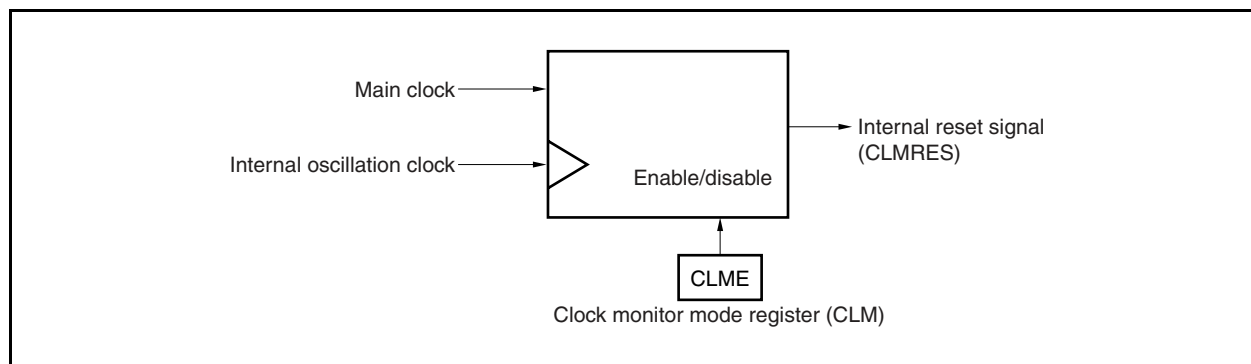 Main clock
Internal oscillation clock
Enable/disable
Internal reset signal
(CLMRES)
CLME
Clock monitor mode register (CLM)